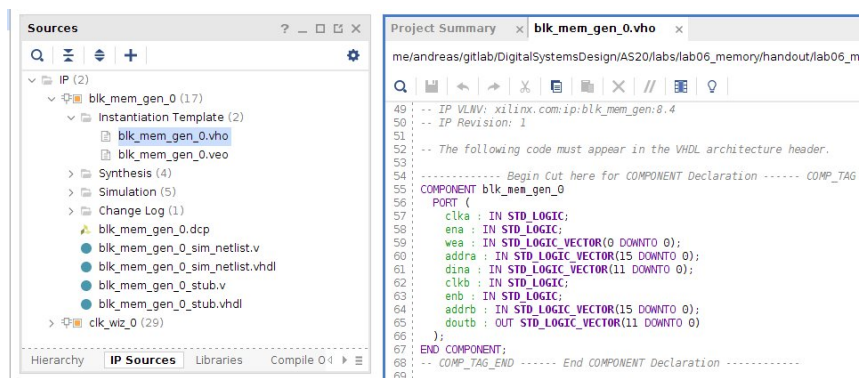 Sources
? _ □ X
IP (2)
blk_mem_gen_0 (17)
Instantiation Template (2)
blk_mem_gen_0.vho
blk_mem_gen_0.veo
Synthesis (4)
Simulation (5)
Change Log (1)
blk_mem_gen_0.dcp
blk_mem_gen_0_sim_netlist.v
blk_mem_gen_0_sim_netlist.vhdl
blk_mem_gen_0_stub.v
blk_mem_gen_0_stub.vhdl
clk_wiz_0 (29)
Hierarchy IP Sources Libraries Compile O
Project Summary × blk_mem_gen_0.vho ×
me/andreas/gitlab/DigitalSystemsDesign/AS20/labs/lab06_memory/handout/lab06_m
49 -- IP VLNV: xilinx.com:ip:blk_mem_gen:8.4
50 -- IP Revision: 1
51
52 -- The following code must appear in the VHDL architecture header.
53
54 ------------- Begin Cut here for COMPONENT Declaration ------ COMP_TAG
55 COMPONENT blk_mem_gen_0
56 PORT (
57 clka : IN STD_LOGIC;
58 ena : IN STD_LOGIC;
59 wea : IN STD_LOGIC_VECTOR(0 DOWNTO 0);
60 addra : IN STD_LOGIC_VECTOR(15 DOWNTO 0);
61 dina : IN STD_LOGIC_VECTOR(11 DOWNTO 0);
62 clkb : IN STD_LOGIC;
63 enb : IN STD_LOGIC;
64 addrb : IN STD_LOGIC_VECTOR(15 DOWNTO 0);
65 doutb : OUT STD_LOGIC_VECTOR(11 DOWNTO 0)
66 );
67 END COMPONENT;
68 -- COMP_TAG_END ------ End COMPONENT Declaration ------------
69